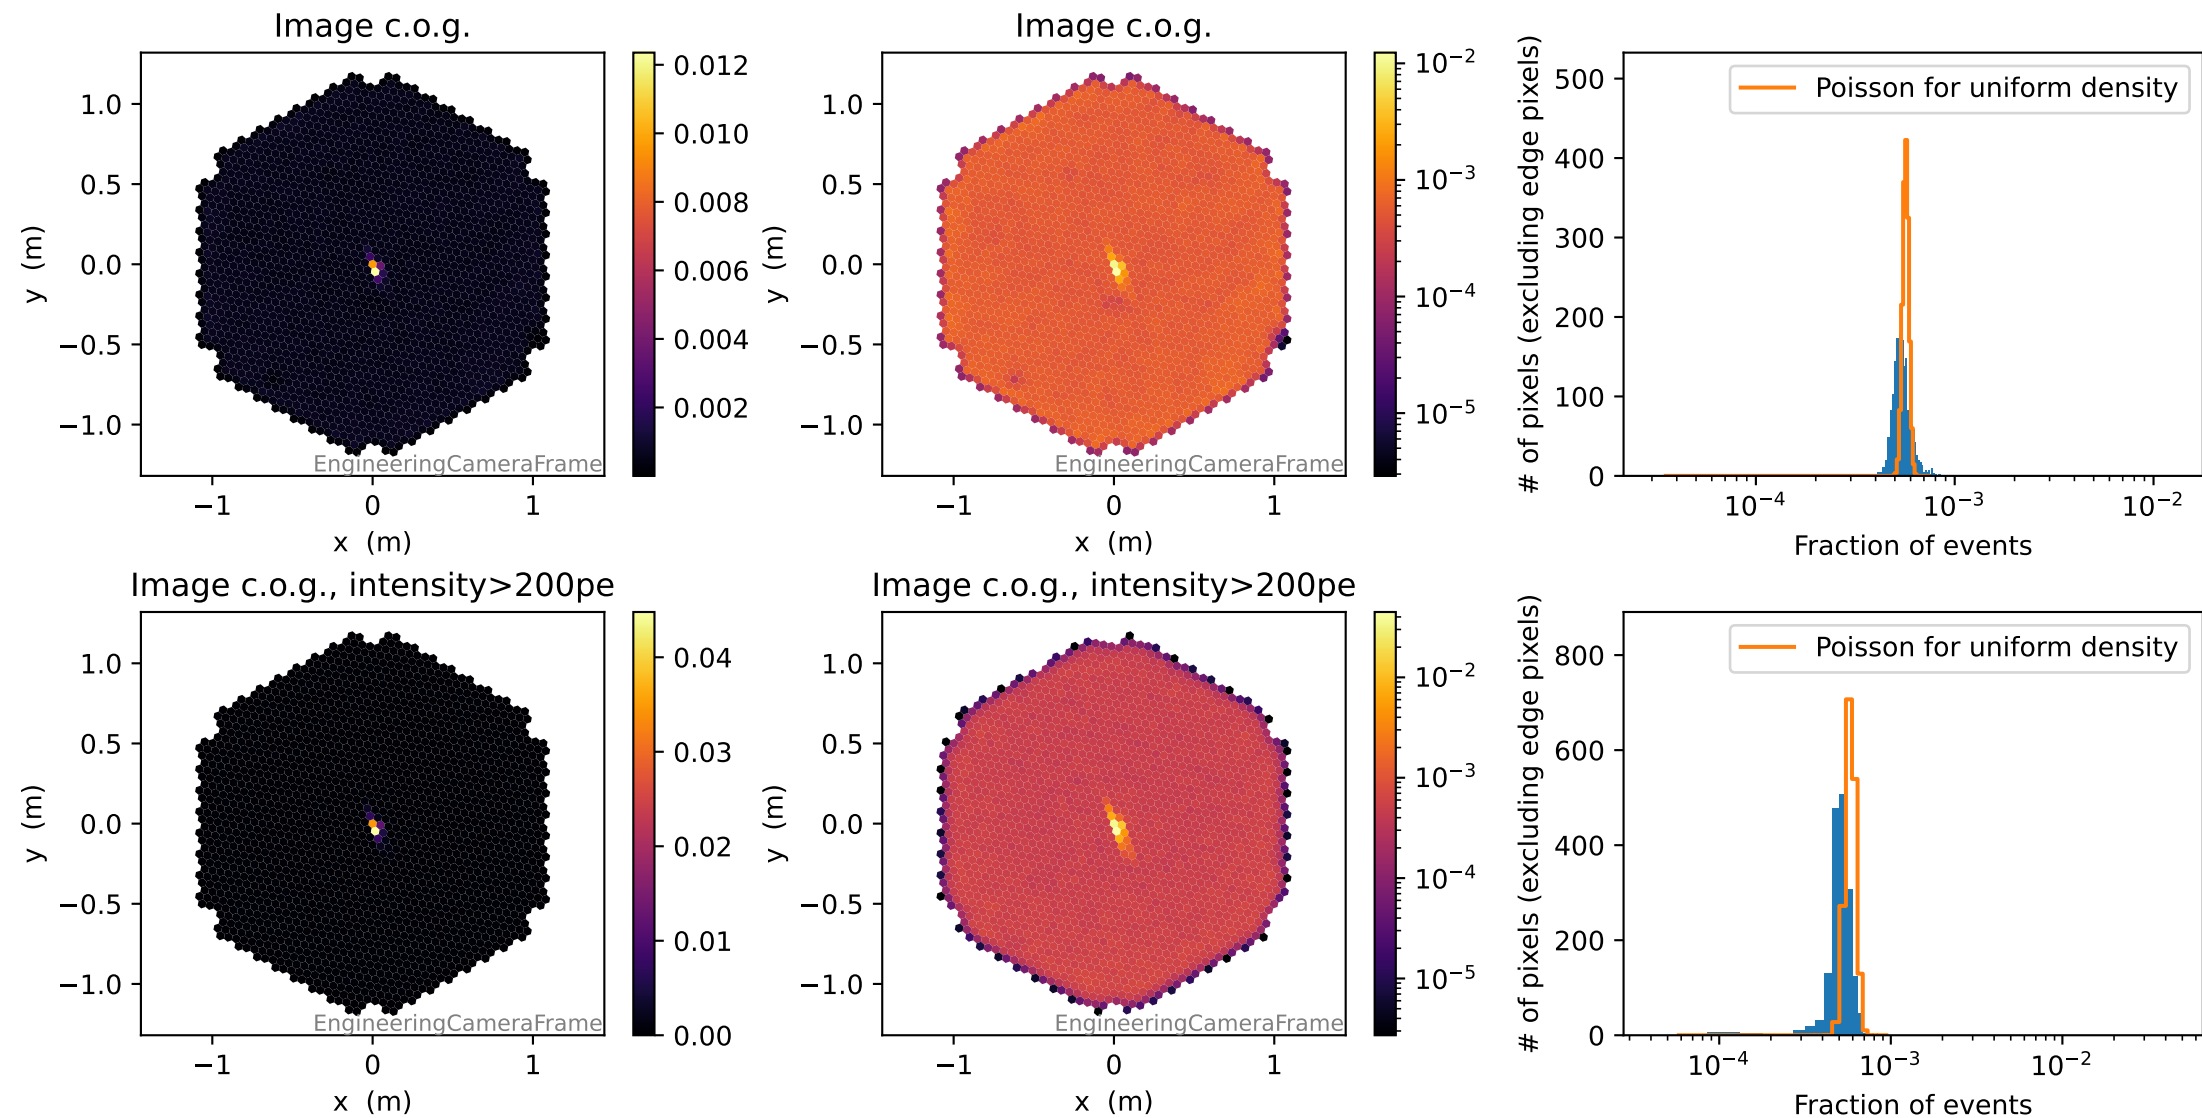 Image c.o.g.
1.0
0.5
0.0
−0.5
−1.0
y (m)
−1 0 1
x (m)
EngineeringCameraFrame
0.012
0.010
0.008
0.006
0.004
0.002
Image c.o.g.
1.0
0.5
0.0
−0.5
−1.0
y (m)
−1 0 1
x (m)
EngineeringCameraFrame
10⁻²
10⁻³
10⁻⁴
10⁻⁵
Poisson for uniform density
500
400
300
200
100
0
# of pixels (excluding edge pixels)
10⁻⁴ 10⁻³ 10⁻²
Fraction of events
Image c.o.g., intensity>200pe
1.0
0.5
0.0
−0.5
−1.0
y (m)
−1 0 1
x (m)
EngineeringCameraFrame
0.04
0.03
0.02
0.01
0.00
Image c.o.g., intensity>200pe
1.0
0.5
0.0
−0.5
−1.0
y (m)
−1 0 1
x (m)
EngineeringCameraFrame
10⁻²
10⁻³
10⁻⁴
10⁻⁵
Poisson for uniform density
800
600
400
200
0
# of pixels (excluding edge pixels)
10⁻⁴ 10⁻³ 10⁻²
Fraction of events